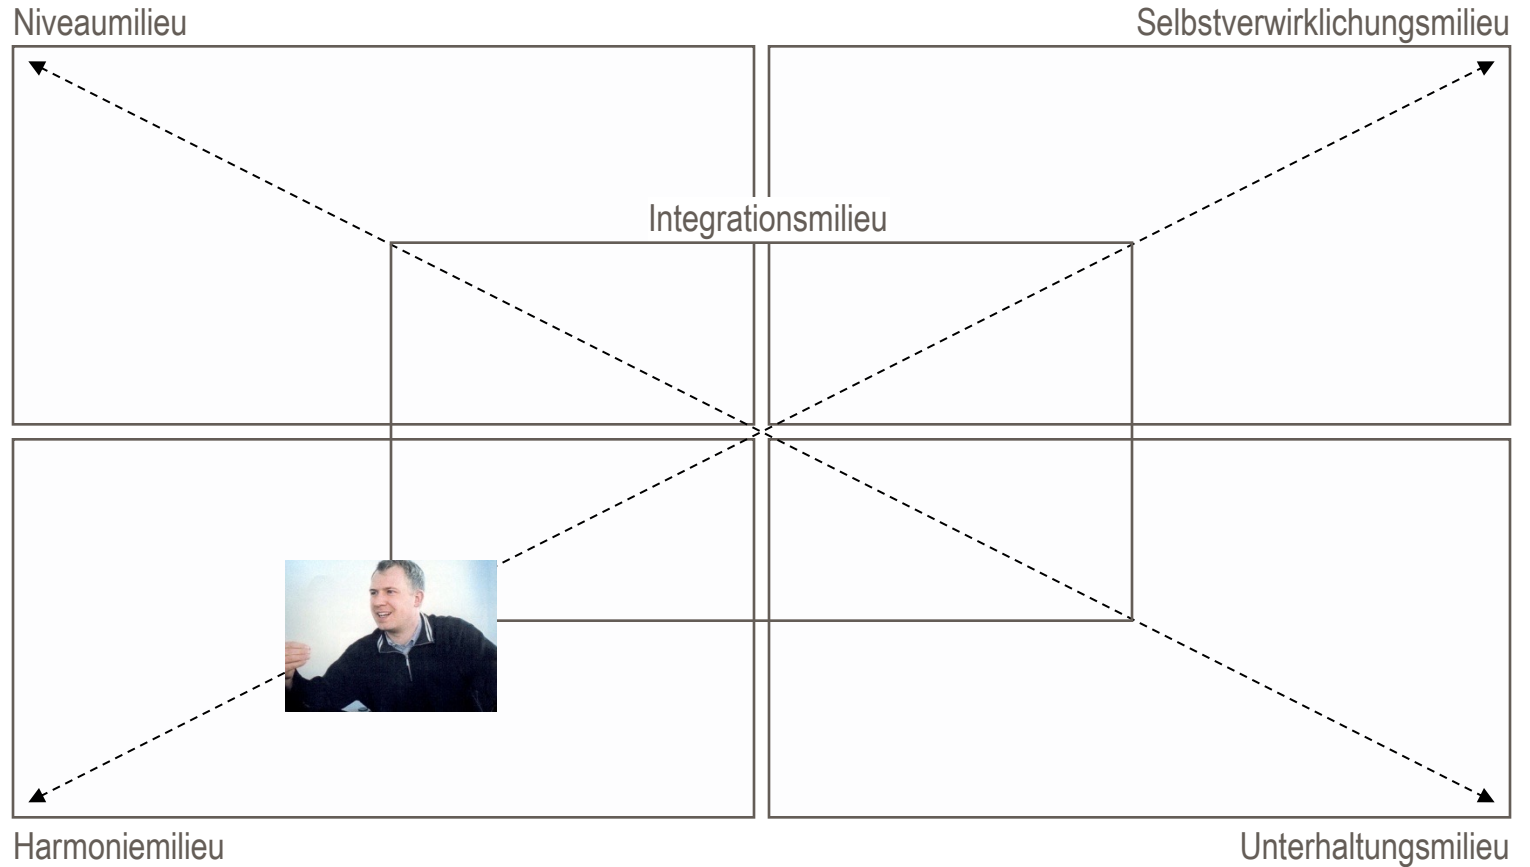 Niveaumilieu
Selbstverwirklichungsmilieu
Integrationsmilieu
Harmoniemilieu
Unterhaltungsmilieu